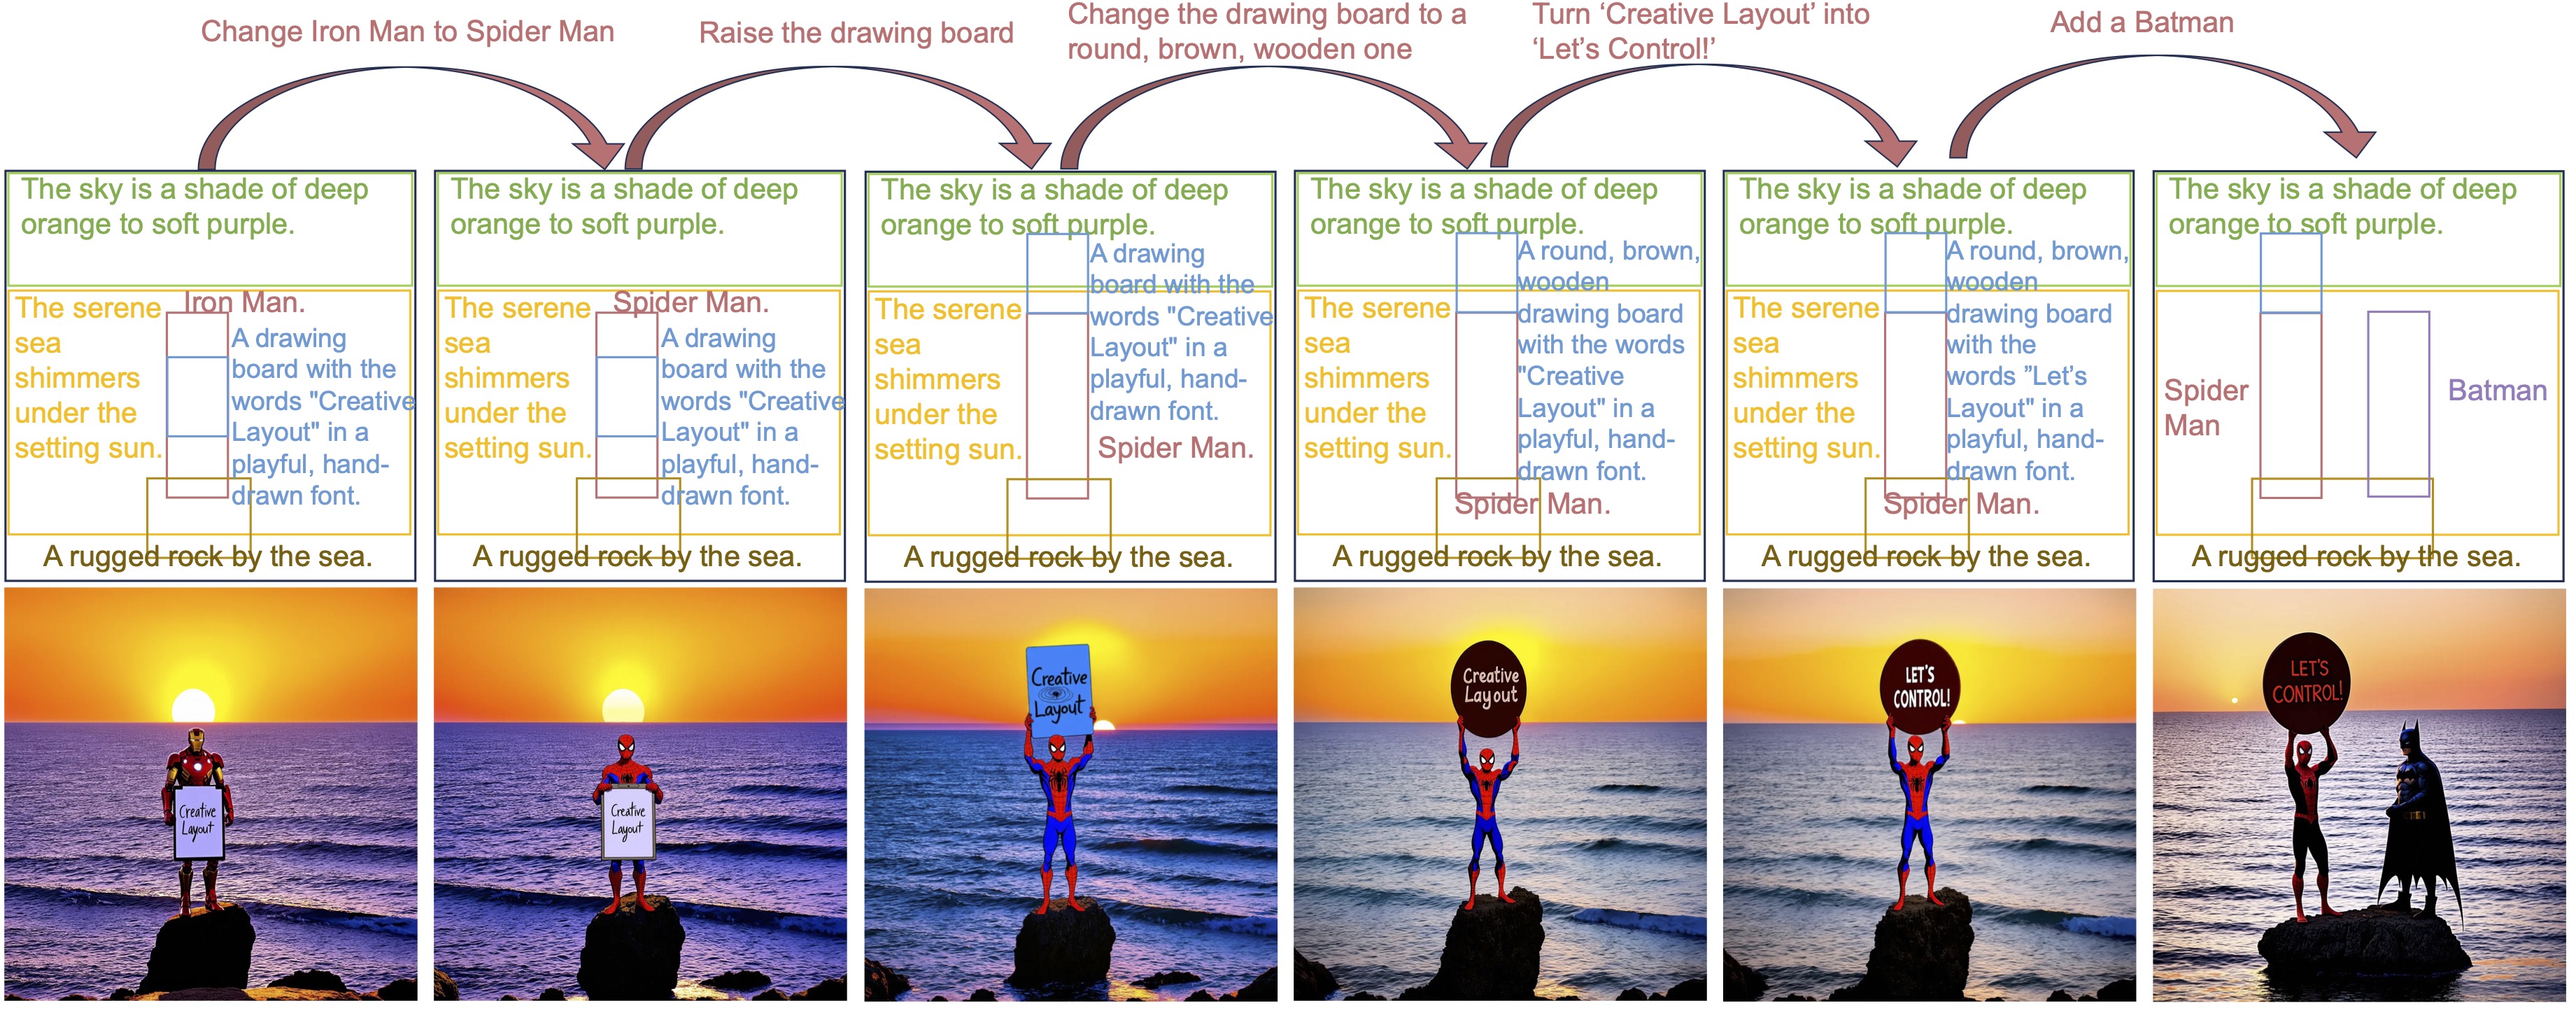 Change Iron Man to Spider Man
Raise the drawing board
Change the drawing board to a
round, brown, wooden one
Turn ‘Creative Layout’ into
‘Let’s Control!’
Add a Batman
The sky is a shade of deep
orange to soft purple.
The serene
sea
shimmers
under the
setting sun.
Iron Man.
A drawing
board with the
words "Creative
Layout" in a
playful, hand-
drawn font.
A rugged rock by the sea.
The sky is a shade of deep
orange to soft purple.
The serene
sea
shimmers
under the
setting sun.
Spider Man.
A drawing
board with the
words "Creative
Layout" in a
playful, hand-
drawn font.
A rugged rock by the sea.
The sky is a shade of deep
orange to soft purple.
The serene
sea
shimmers
under the
setting sun.
A drawing
board with the
words "Creative
Layout" in a
playful, hand-
drawn font.
Spider Man.
A rugged rock by the sea.
The sky is a shade of deep
orange to soft purple.
The serene
sea
shimmers
under the
setting sun.
A round, brown,
wooden
drawing board
with the words
"Creative
Layout" in a
playful, hand-
drawn font.
Spider Man.
A rugged rock by the sea.
The sky is a shade of deep
orange to soft purple.
The serene
sea
shimmers
under the
setting sun.
A round, brown,
wooden
drawing board
with the
words ”Let’s
Layout" in a
playful, hand-
drawn font.
Spider Man.
A rugged rock by the sea.
The sky is a shade of deep
orange to soft purple.
Spider
Man
Batman
A rugged rock by the sea.
Creative
Layout
Creative
Layout
Creative
Layout
Creative
Layout
LET'S
CONTROL!
LET'S
CONTROL!